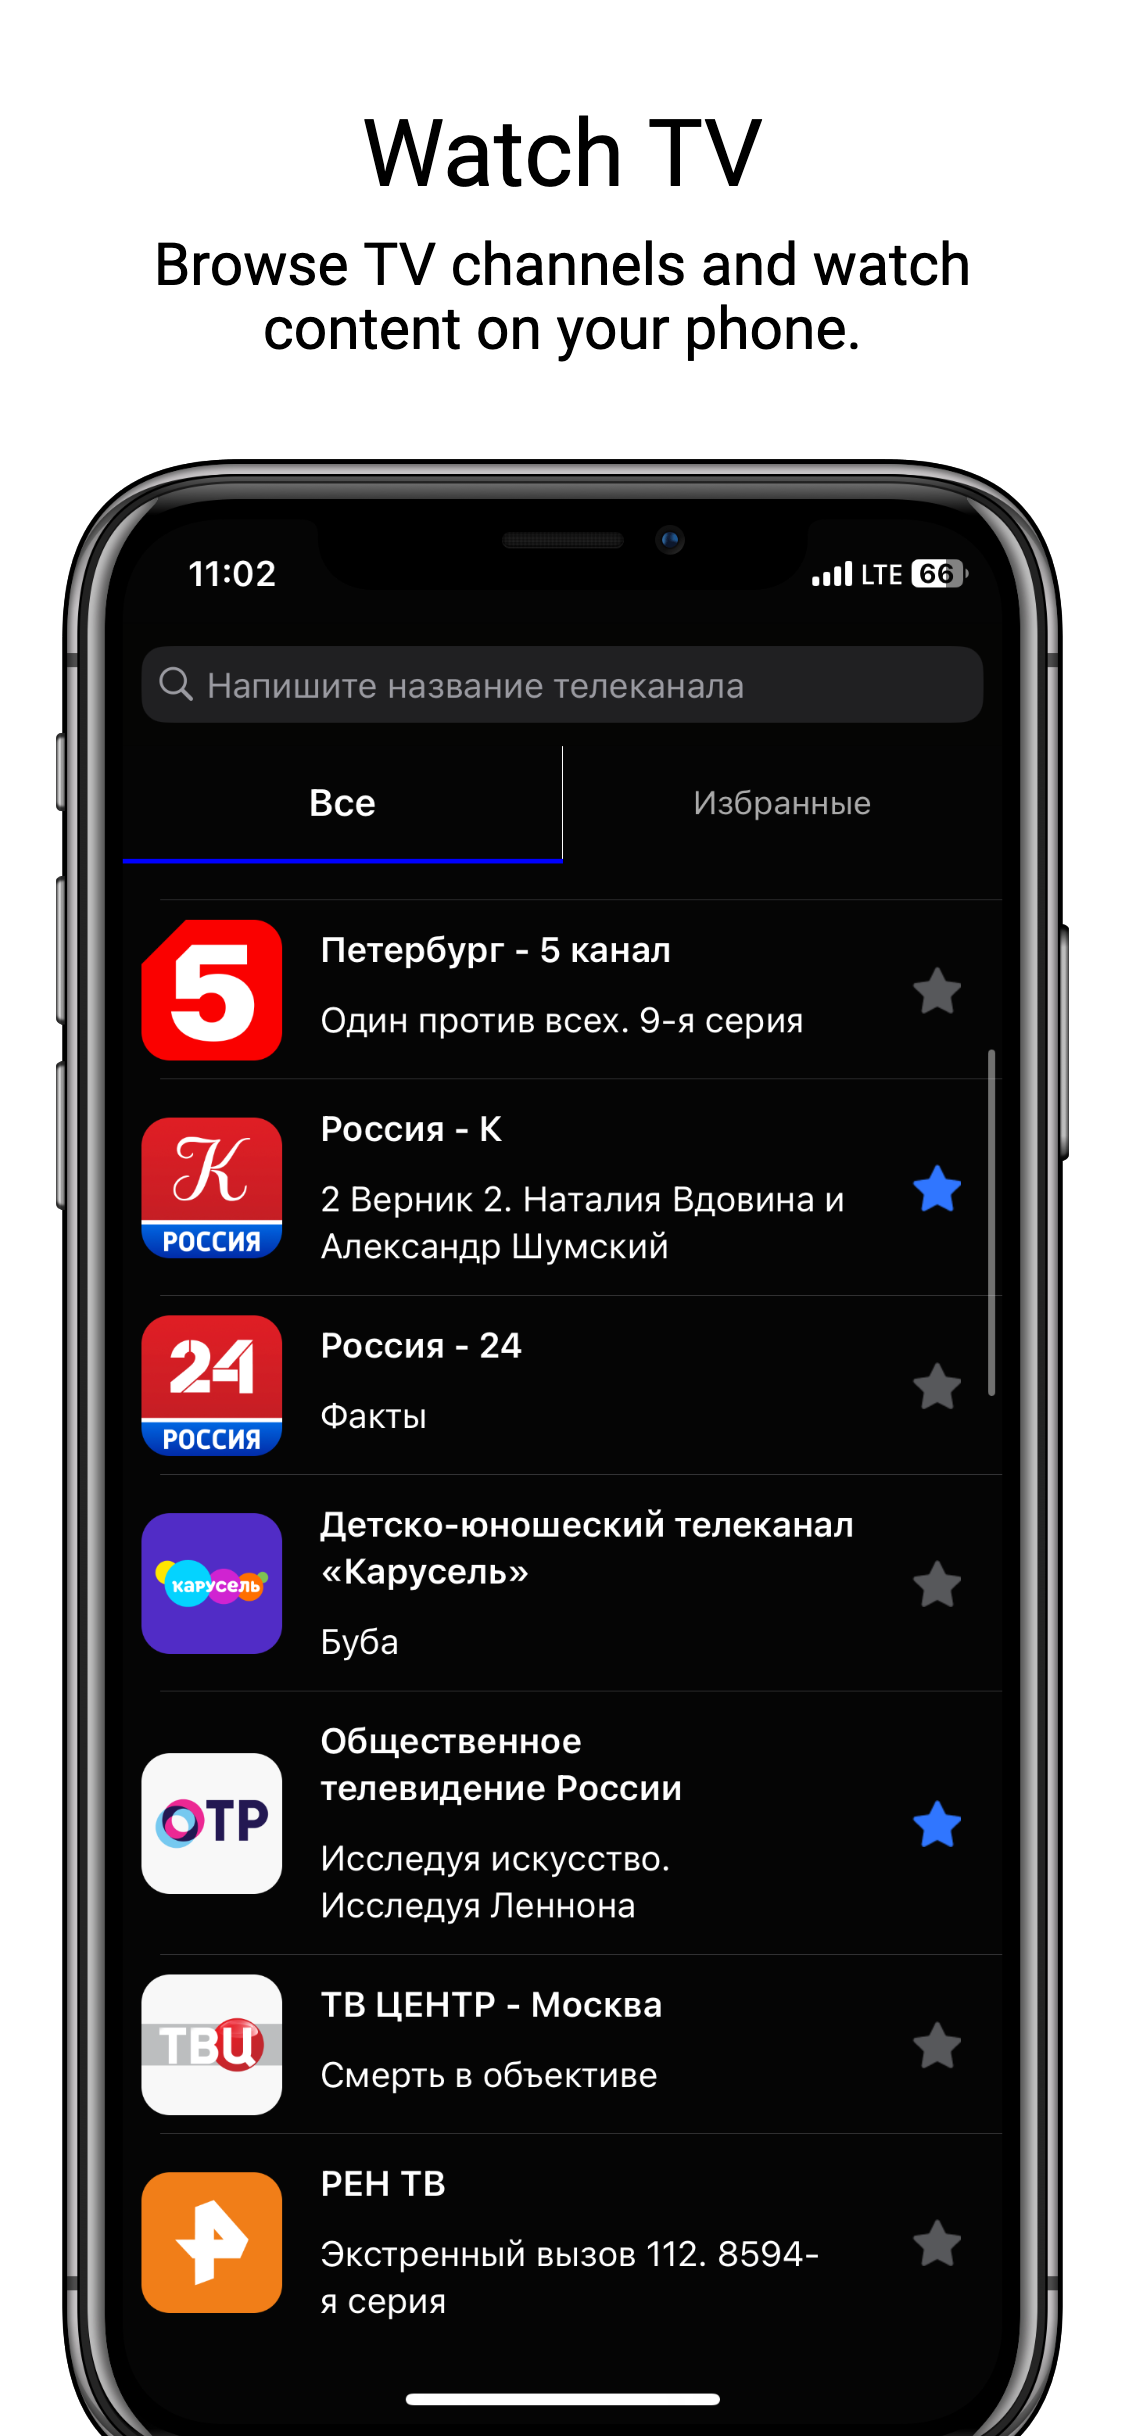 Watch TV
Browse TV channels and watch
content on your phone.
11:02
LTE 66
Напишите название телеканала
Все
Избранные
5
Петербург - 5 канал
Один против всех. 9-я серия
К
РОССИЯ
Россия - К
2 Верник 2. Наталия Вдовина и
Александр Шумский
24
РОССИЯ
Россия - 24
Факты
карусель
Детско-юношеский телеканал
«Карусель»
Буба
ОТР
Общественное
телевидение России
Исследуя искусство.
Исследуя Леннона
ТВЦ
ТВ ЦЕНТР - Москва
Смерть в объективе
РЕН ТВ
Экстренный вызов 112. 8594-
я серия